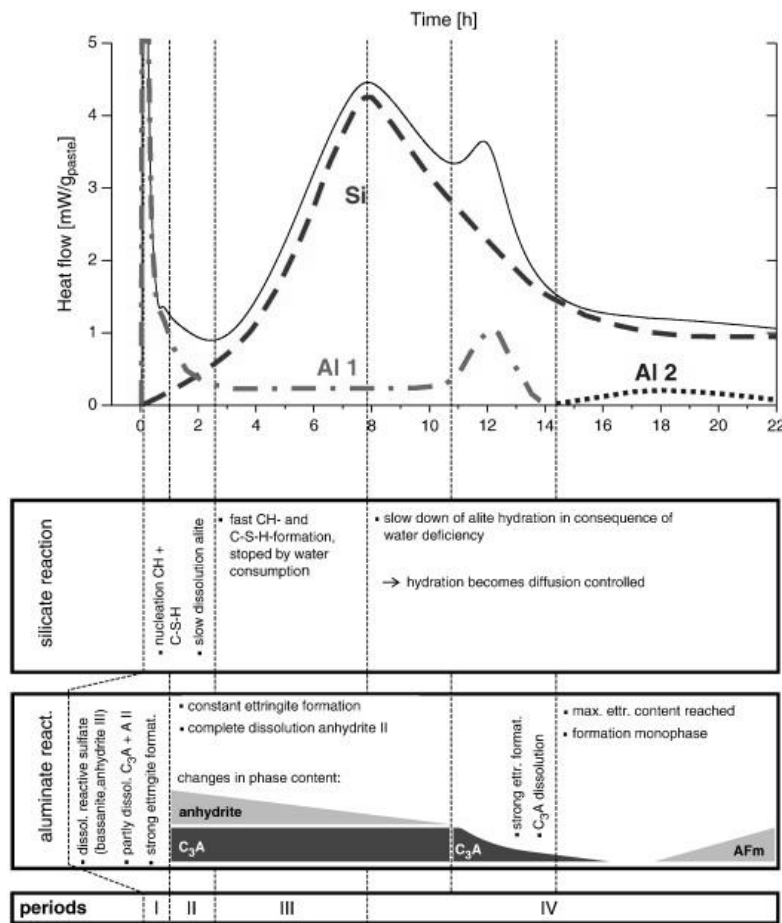 Time [h]
5
4
3
2
1
0
Heat flow [mW/gpaste]
Si
Al 1
Al 2
0 2 4 6 8 10 12 14 16 18 20 22
silicate reaction
▪ nucleation CH +
C-S-H
▪ slow dissolution alite
▪ fast CH- and
C-S-H-formation,
stoped by water
consumption
▪ slow down of alite hydration in consequence of
water deficiency
→ hydration becomes diffusion controlled
aluminate react.
▪ dissol. reactive sulfate
(bassanite,anhydrite III)
▪ partly dissol. C3A + A II
▪ strong ettringite format.
▪ constant ettringite formation
▪ complete dissolution anhydrite II
changes in phase content:
anhydrite
C3A
C3A
▪ strong ettr. format.
▪ C3A dissolution
▪ max. ettr. content reached
▪ formation monophase
AFm
periods I II III IV